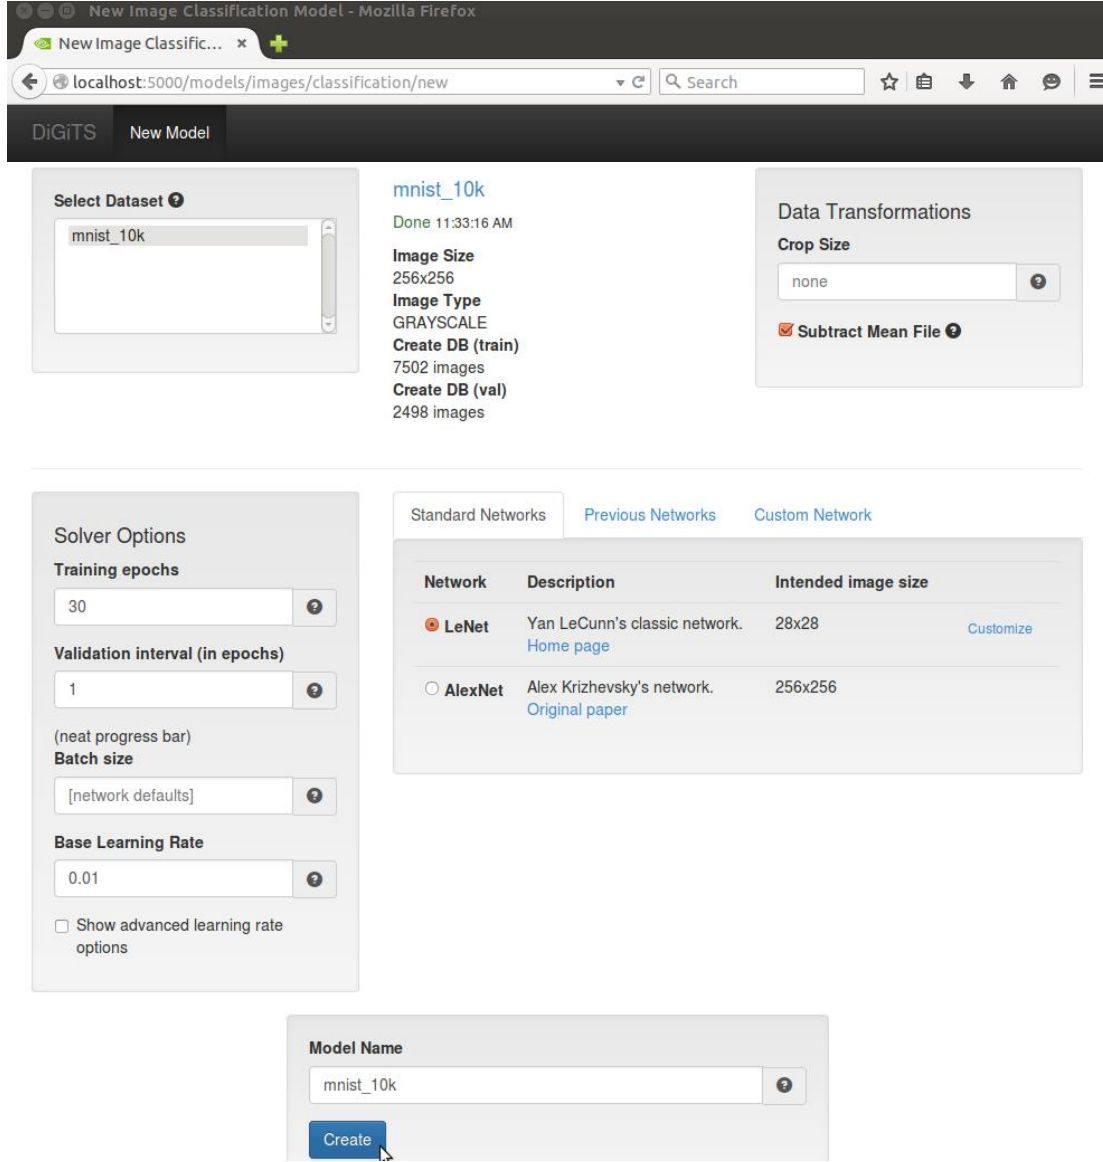 New Image Classification Model - Mozilla Firefox
New Image Classific...
localhost:5000/models/images/classification/new
Search
DiGiTS New Model
Select Dataset
mnist_10k
mnist_10k
Done 11:33:16 AM
Image Size
256x256
Image Type
GRAYSCALE
Create DB (train)
7502 images
Create DB (val)
2498 images
Data Transformations
Crop Size
none
Subtract Mean File
Solver Options
Training epochs
30
Validation interval (in epochs)
1
(neat progress bar)
Batch size
[network defaults]
Base Learning Rate
0.01
Show advanced learning rate
options
Standard Networks Previous Networks Custom Network
Network Description Intended image size
LeNet Yan LeCunn's classic network. 28x28 Customize
Home page
AlexNet Alex Krizhevsky's network. 256x256
Original paper
Model Name
mnist_10k
Create